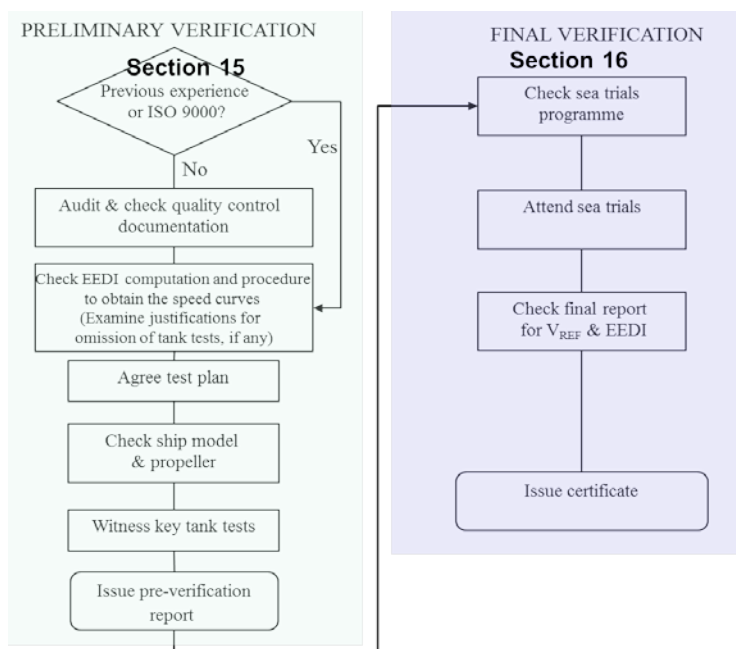 PRELIMINARY VERIFICATION
Section 15
Previous experience
or ISO 9000?
Yes
No
Audit & check quality control
documentation
Check EEDI computation and procedure
to obtain the speed curves
(Examine justifications for
omission of tank tests, if any)
Agree test plan
Check ship model
& propeller
Witness key tank tests
Issue pre-verification
report
FINAL VERIFICATION
Section 16
Check sea trials
programme
Attend sea trials
Check final report
for VREF & EEDI
Issue certificate